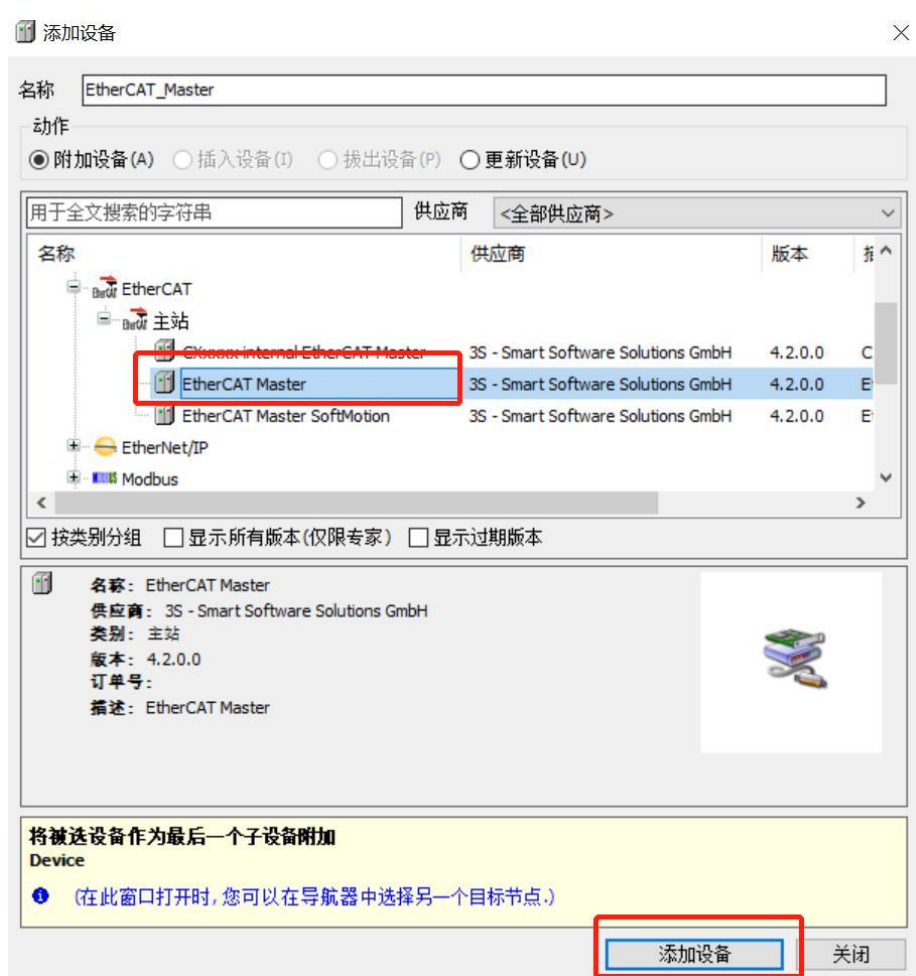 添加设备
名称 EtherCAT_Master
动作
附加设备(A) 插入设备(I) 拔出设备(P) 更新设备(U)
用于全文搜索的字符串 供应商 <全部供应商>
名称 供应商 版本
EtherCAT
主站
CXxxxx internal EtherCAT Master 3S - Smart Software Solutions GmbH 4.2.0.0 C
EtherCAT Master 3S - Smart Software Solutions GmbH 4.2.0.0 E
EtherCAT Master SoftMotion 3S - Smart Software Solutions GmbH 4.2.0.0 E
EtherNet/IP
Modbus
按类别分组 显示所有版本(仅限专家) 显示过期版本
名称: EtherCAT Master
供应商: 3S - Smart Software Solutions GmbH
类别: 主站
版本: 4.2.0.0
订单号:
描述: EtherCAT Master
将被选设备作为最后一个子设备附加
Device
(在此窗口打开时,您可以在导航器中选择另一个目标节点.)
添加设备 关闭